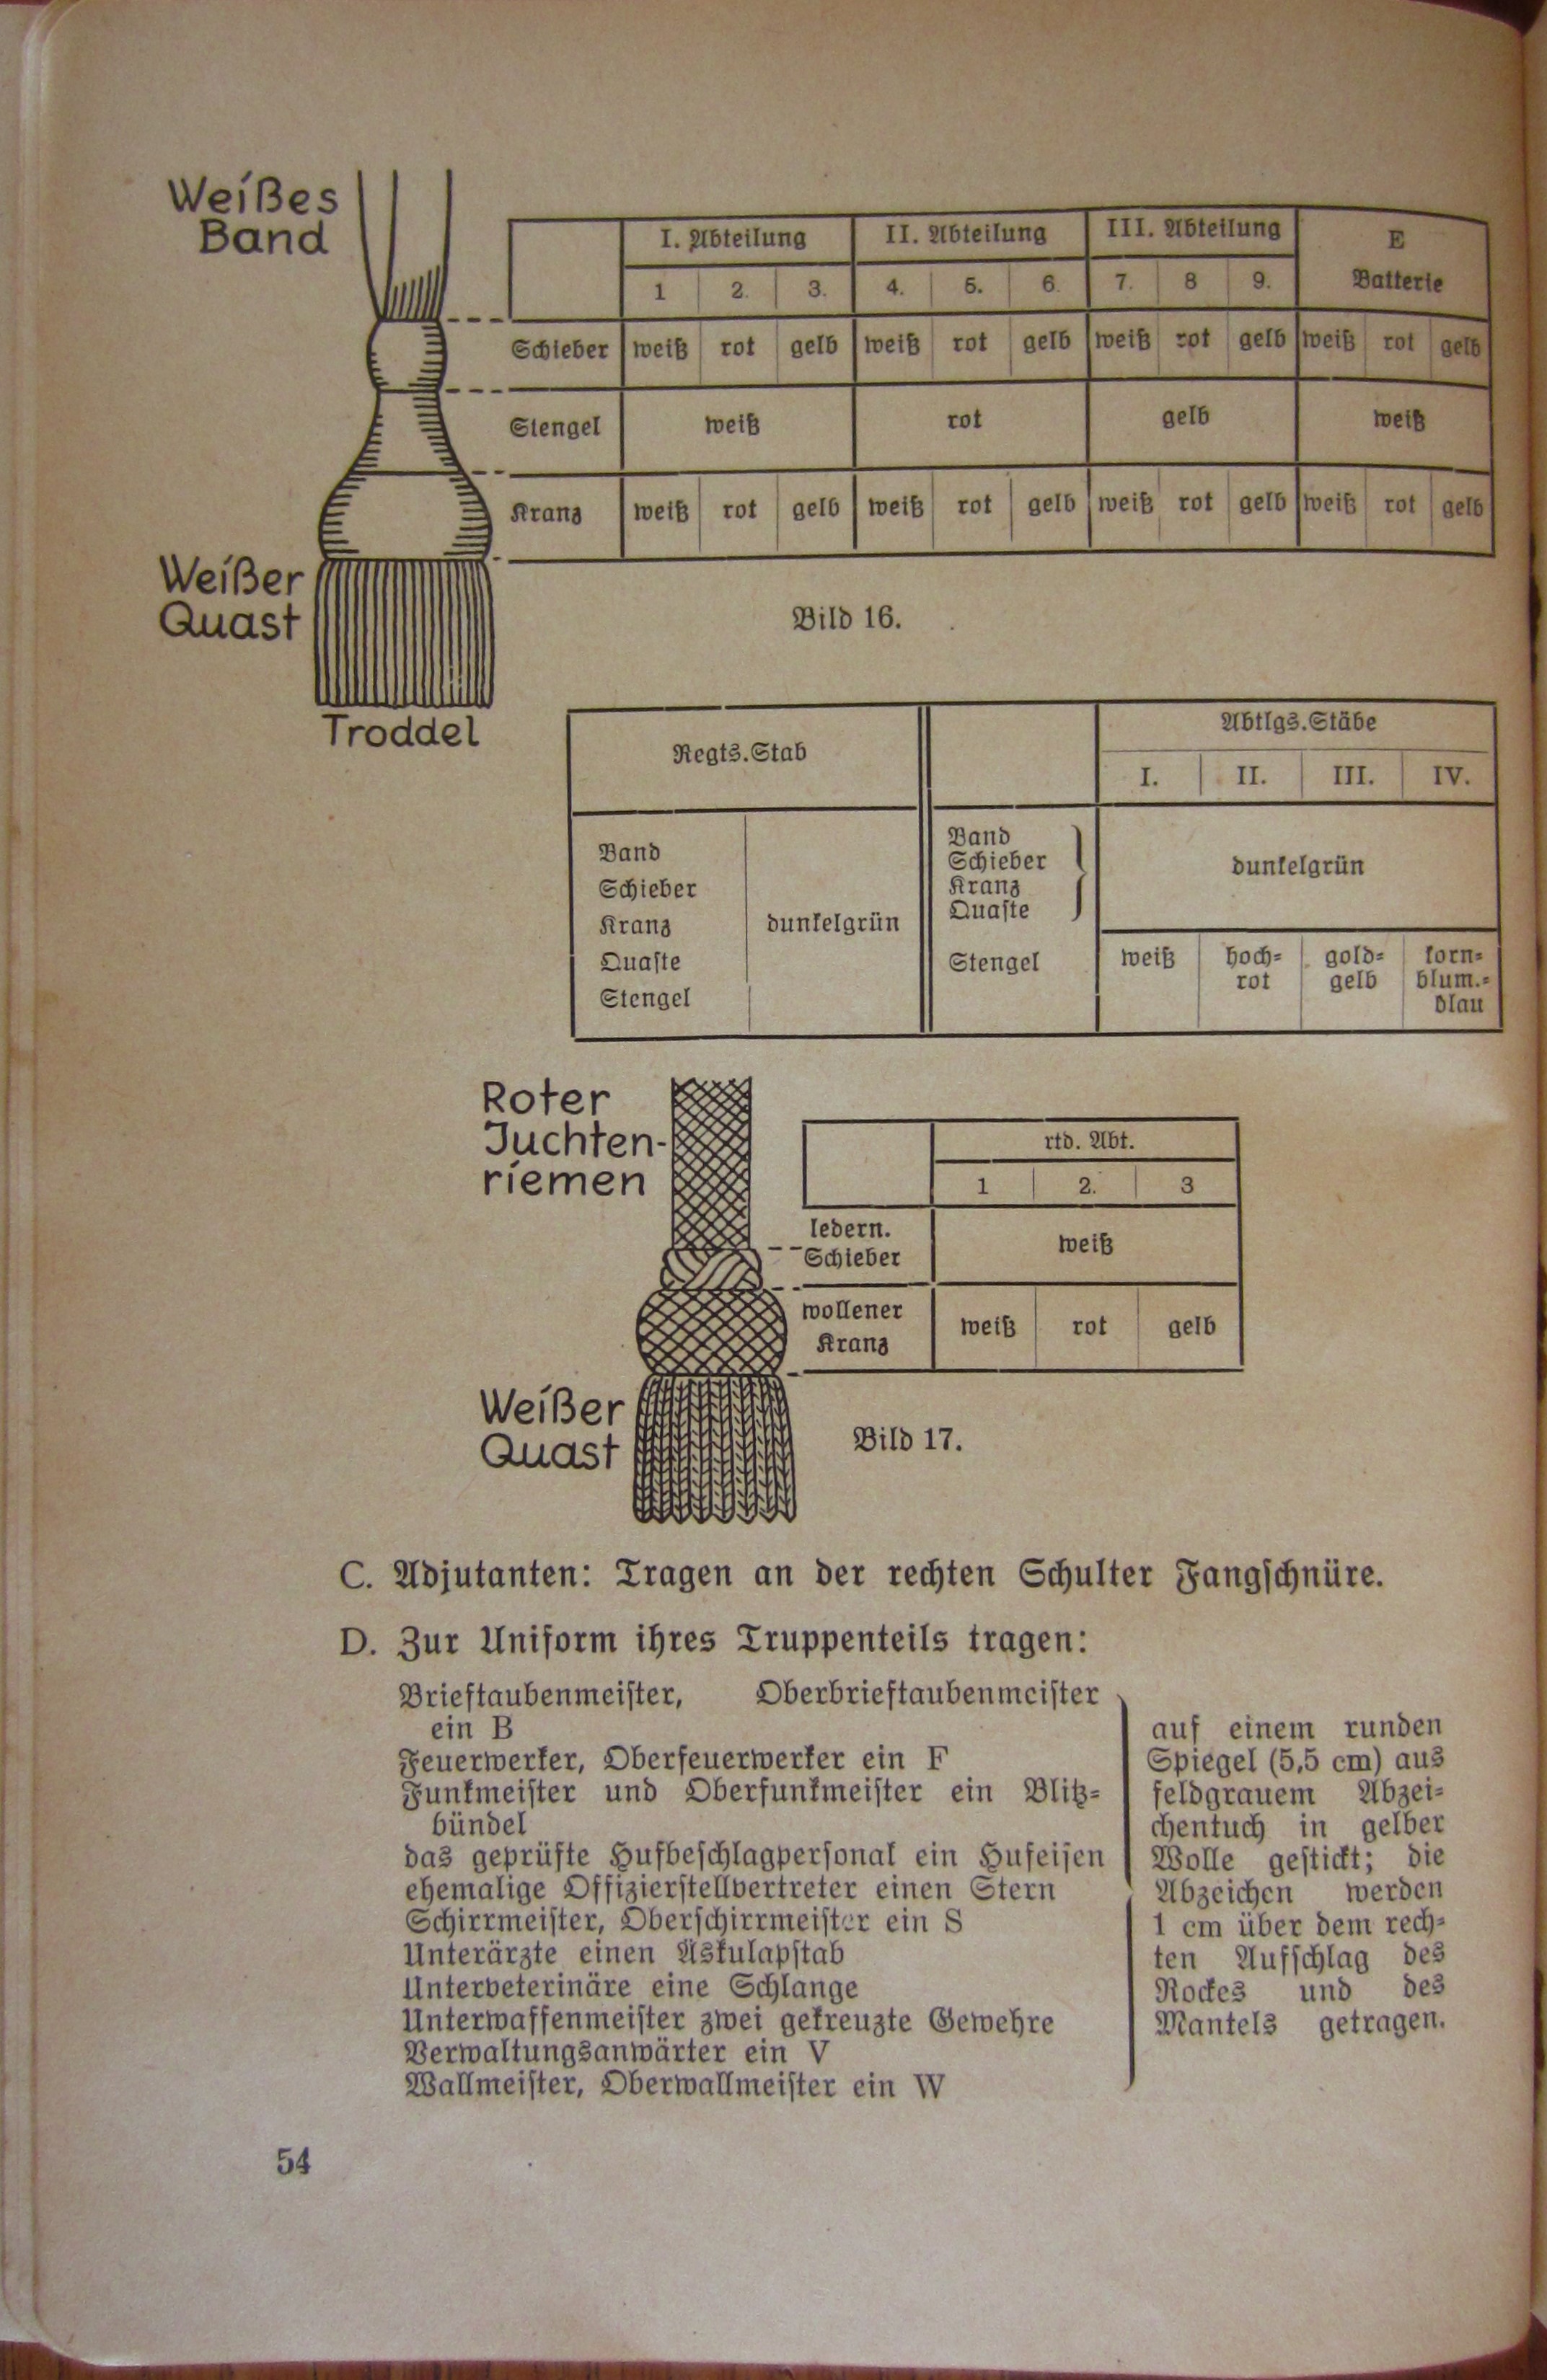 Weißes
Band
I. Abteilung II. Abteilung III. Abteilung E
Batterie
1 2. 3. 4. 5. 6. 7. 8 9.
Schieber weiß rot gelb weiß rot gelb weiß rot gelb weiß rot gelb
Stengel weiß rot gelb weiß
Kranz weiß rot gelb weiß rot gelb weiß rot gelb weiß rot gelb
Weißer
Quast
Bild 16.
Troddel
Regts.Stab Abtlgs.Stäbe
I. II. III. IV.
Band
Schieber
Kranz dunkelgrün
Quaste
Stengel
Band
Schieber
Kranz
Quaste
dunkelgrün
Stengel weiß hoch= gold= korn=
rot gelb blum.=
blau
Roter
Juchten-
riemen
rtd. Abt.
1 2. 3
ledern.
Schieber weiß
wollener
Kranz weiß rot gelb
Weißer
Quast
Bild 17.
C. Adjutanten: Tragen an der rechten Schulter Fangschnüre.
D. Zur Uniform ihres Truppenteils tragen:
Brieftaubenmeister, Oberbrieftaubenmeister
ein B
Feuerwerker, Oberfeuerwerker ein F
Funkmeister und Oberfunkmeister ein Blitz=
bündel
das geprüfte Hufbeschlagpersonal ein Hufeisen
ehemalige Offizierstellvertreter einen Stern
Schirrmeister, Oberschirrmeister ein S
Unterärzte einen Äskulapstab
Unterveterinäre eine Schlange
Unterwaffenmeister zwei gekreuzte Gewehre
Verwaltungsanwärter ein V
Wallmeister, Oberwallmeister ein W
auf einem runden
Spiegel (5,5 cm) aus
feldgrauem Abzei=
chentuch in gelber
Wolle gestickt; die
Abzeichen werden
1 cm über dem rech=
ten Aufschlag des
Rockes und des
Mantels getragen.
54